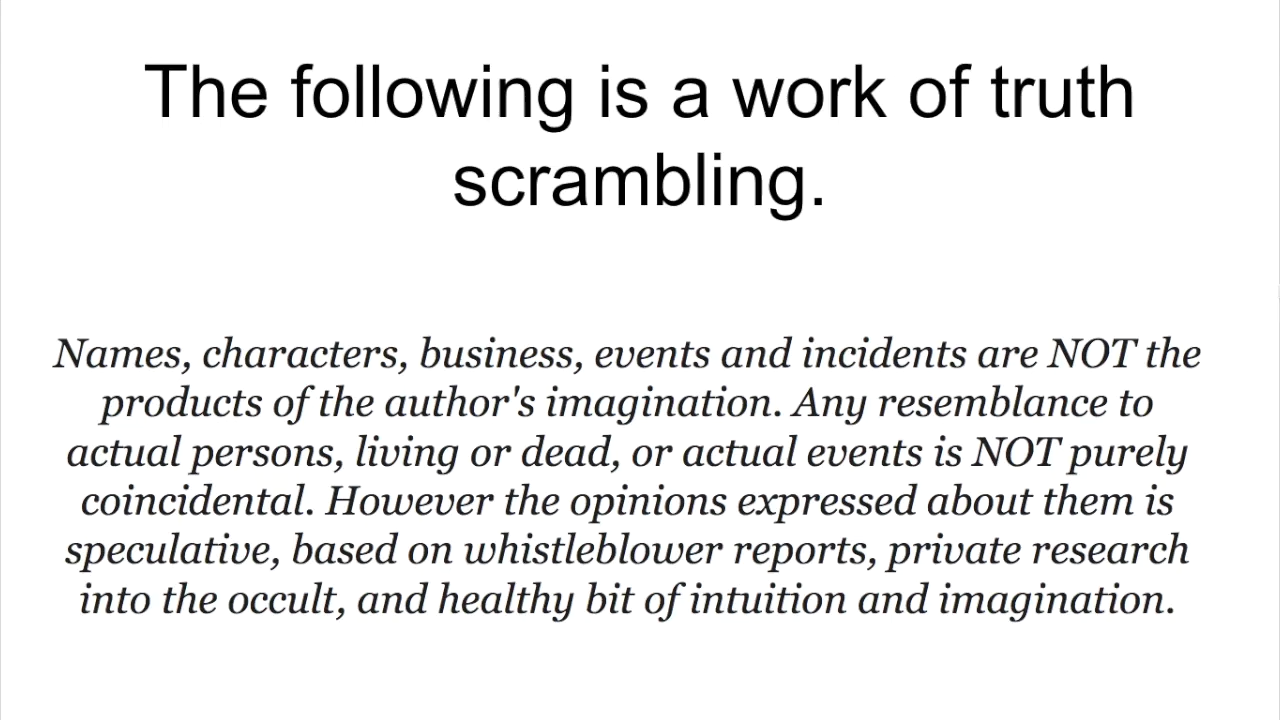 The following is a work of truth
scrambling.
Names, characters, business, events and incidents are NOT the
products of the author's imagination. Any resemblance to
actual persons, living or dead, or actual events is NOT purely
coincidental. However the opinions expressed about them is
speculative, based on whistleblower reports, private research
into the occult, and healthy bit of intuition and imagination.